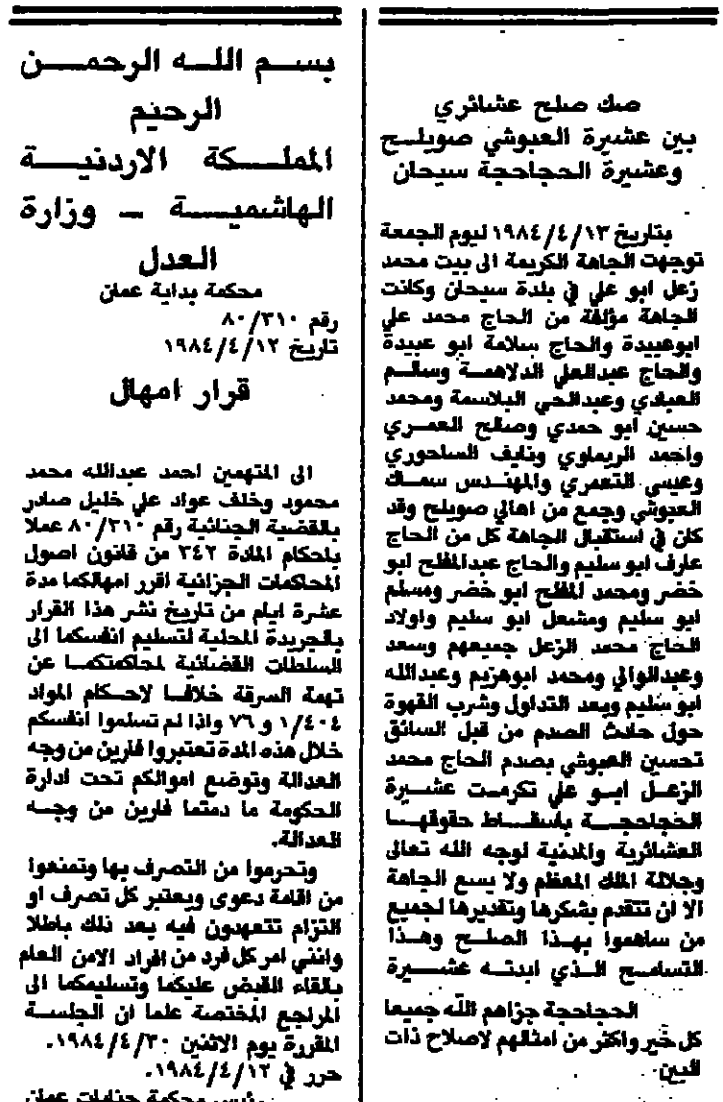 صك صلح عشائري
بين عشيرة العبوشي صويلح
وعشيرة الحجاحجة سيحان
بتاريخ ١٩٨٤/٤/١٣ ليوم الجمعة
توجهت الجاهة الكريمة الى بيت محمد
زعل ابو علي في بلدة سيحان وكانت
الجاهة مؤلفة من الحاج محمد علي
ابوعبيدة والحاج سلامة ابو عبيدة
والحاج عبدالعلي الدلاهمة وسالم
العبادي وعبدالحي البلاسمة ومحمد
حسين ابو حمدي وصالح العمري
واحمد الريماوي ونايف الساحوري
وعيسى التعمري والمهندس سماك
العبوشي وجمع من اهالي صويلح وقد
كان في استقبال الجاهة كل من الحاج
عارف ابو سليم والحاج عبدالمفلح ابو
خضر ومحمد المفلح ابو خضر ومسلم
ابو سليم ومشعل ابو سليم واولاد
الحاج محمد الزعل جميعهم وسعد
وعبدالوالي ومحمد ابوهزيم وعبدالله
ابو سليم وبعد التداول وشرب القهوة
حول حادث الصدم من قبل السائق
تحسين العبوشي بصدم الحاج محمد
الزعل ابو علي تكرمت عشيرة
الحجاحجة باسقاط حقوقها
العشائرية والمدنية لوجه الله تعالى
وجلالة الملك المعظم ولا يسع الجاهة
الا ان تتقدم بشكرها وتقديرها لجميع
من ساهموا بهذا الصلح وهذا
التسامح الذي ابدته عشيرة
الحجاحجة جزاهم الله جميعا
كل خير واكثر من امثالهم لاصلاح ذات
البين.
بسم الله الرحمن
الرحيم
المملكة الاردنية
الهاشمية ــ وزارة
العدل
محكمة بداية عمان
رقم ٨٠/٣١٠
تاريخ ١٩٨٤/٤/١٢
قرار امهال
الى المتهمين احمد عبدالله محمد
محمود وخلف عواد علي خليل صادر
بالقضية الجنائية رقم ٨٠/٣١٠ عملا
باحكام المادة ٢٤٢ من قانون اصول
المحاكمات الجزائية اقرر امهالكما مدة
عشرة ايام من تاريخ نشر هذا القرار
بالجريدة المحلية لتسليم انفسكما الى
السلطات القضائية لمحاكمتكما عن
تهمة السرقة خلافا لاحكام المواد
١/٤٠٤ و ٧٦ واذا لم تسلموا انفسكم
خلال هذه المدة تعتبروا فارين من وجه
العدالة وتوضع اموالكم تحت ادارة
الحكومة ما دمتما فارين من وجه
العدالة.
وتحرموا من التصرف بها وتمنعوا
من اقامة دعوى ويعتبر كل تصرف او
التزام تتعهدون فيه بعد ذلك باطلا
وانني امر كل فرد من افراد الامن العام
بالقاء القبض عليكما وتسليمكما الى
المراجع المختصة علما ان الجلسة
المقررة يوم الاثنين ١٩٨٤/٤/٣٠.
حرر في ١٩٨٤/٤/١٢.
رئيس محكمة جنايات عمان